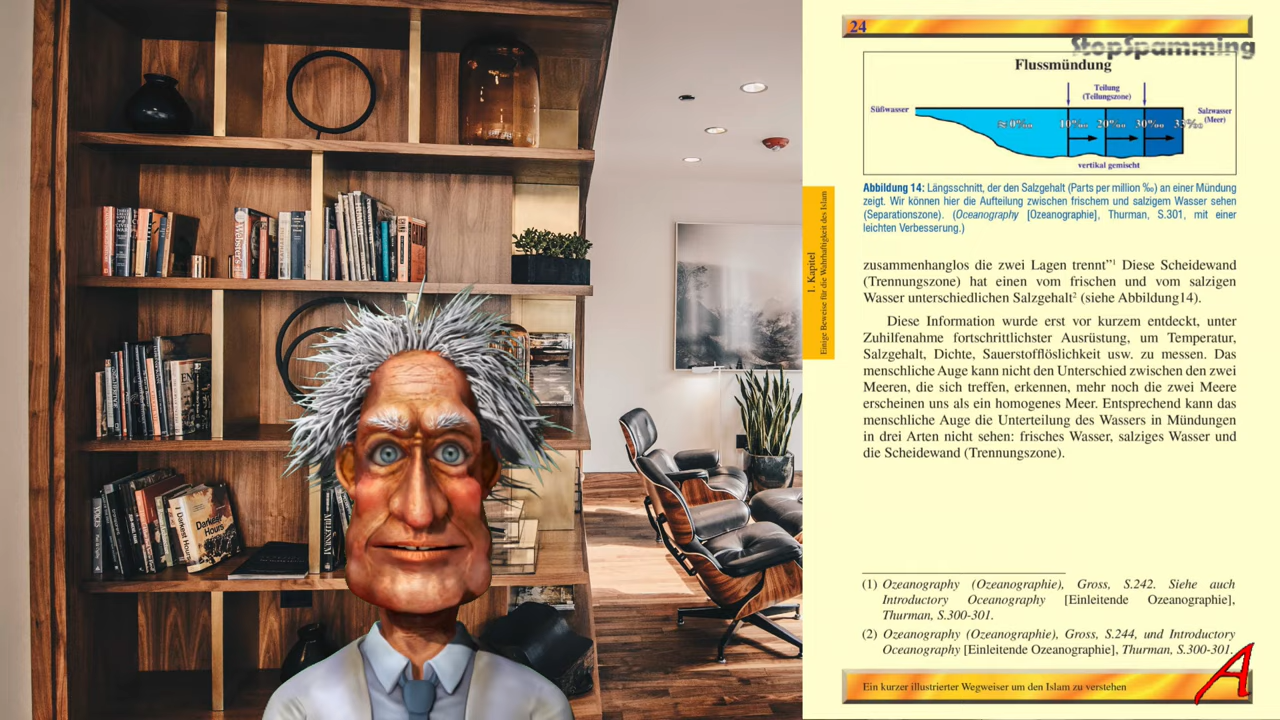 24
StopSpamming
Flussmündung
Teilung
(Teilungszone)
Süßwasser
Salzwasser
(Meer)
≈ 0‰ 10‰ 20‰ 30‰ 33‰
vertikal gemischt
Abbildung 14: Längsschnitt, der den Salzgehalt (Parts per million ‰) an einer Mündung
zeigt. Wir können hier die Aufteilung zwischen frischem und salzigem Wasser sehen
(Separationszone). (Oceanography [Ozeanographie], Thurman, S.301, mit einer
leichten Verbesserung.)
1. Kapitel
Einige Beweise für die Wahrhaftigkeit des Islam
zusammenhanglos die zwei Lagen trennt”¹ Diese Scheidewand
(Trennungszone) hat einen vom frischen und vom salzigen
Wasser unterschiedlichen Salzgehalt² (siehe Abbildung14).
Diese Information wurde erst vor kurzem entdeckt, unter
Zuhilfenahme fortschrittlichster Ausrüstung, um Temperatur,
Salzgehalt, Dichte, Sauerstofflöslichkeit usw. zu messen. Das
menschliche Auge kann nicht den Unterschied zwischen den zwei
Meeren, die sich treffen, erkennen, mehr noch die zwei Meere
erscheinen uns als ein homogenes Meer. Entsprechend kann das
menschliche Auge die Unterteilung des Wassers in Mündungen
in drei Arten nicht sehen: frisches Wasser, salziges Wasser und
die Scheidewand (Trennungszone).
(1) Ozeanography (Ozeanographie), Gross, S.242. Siehe auch
Introductory Oceanography [Einleitende Ozeanographie],
Thurman, S.300-301.
(2) Ozeanography (Ozeanographie), Gross, S.244, und Introductory
Oceanography [Einleitende Ozeanographie], Thurman, S.300-301.
Ein kurzer illustrierter Wegweiser um den Islam zu verstehen
A
Darkest
Hours